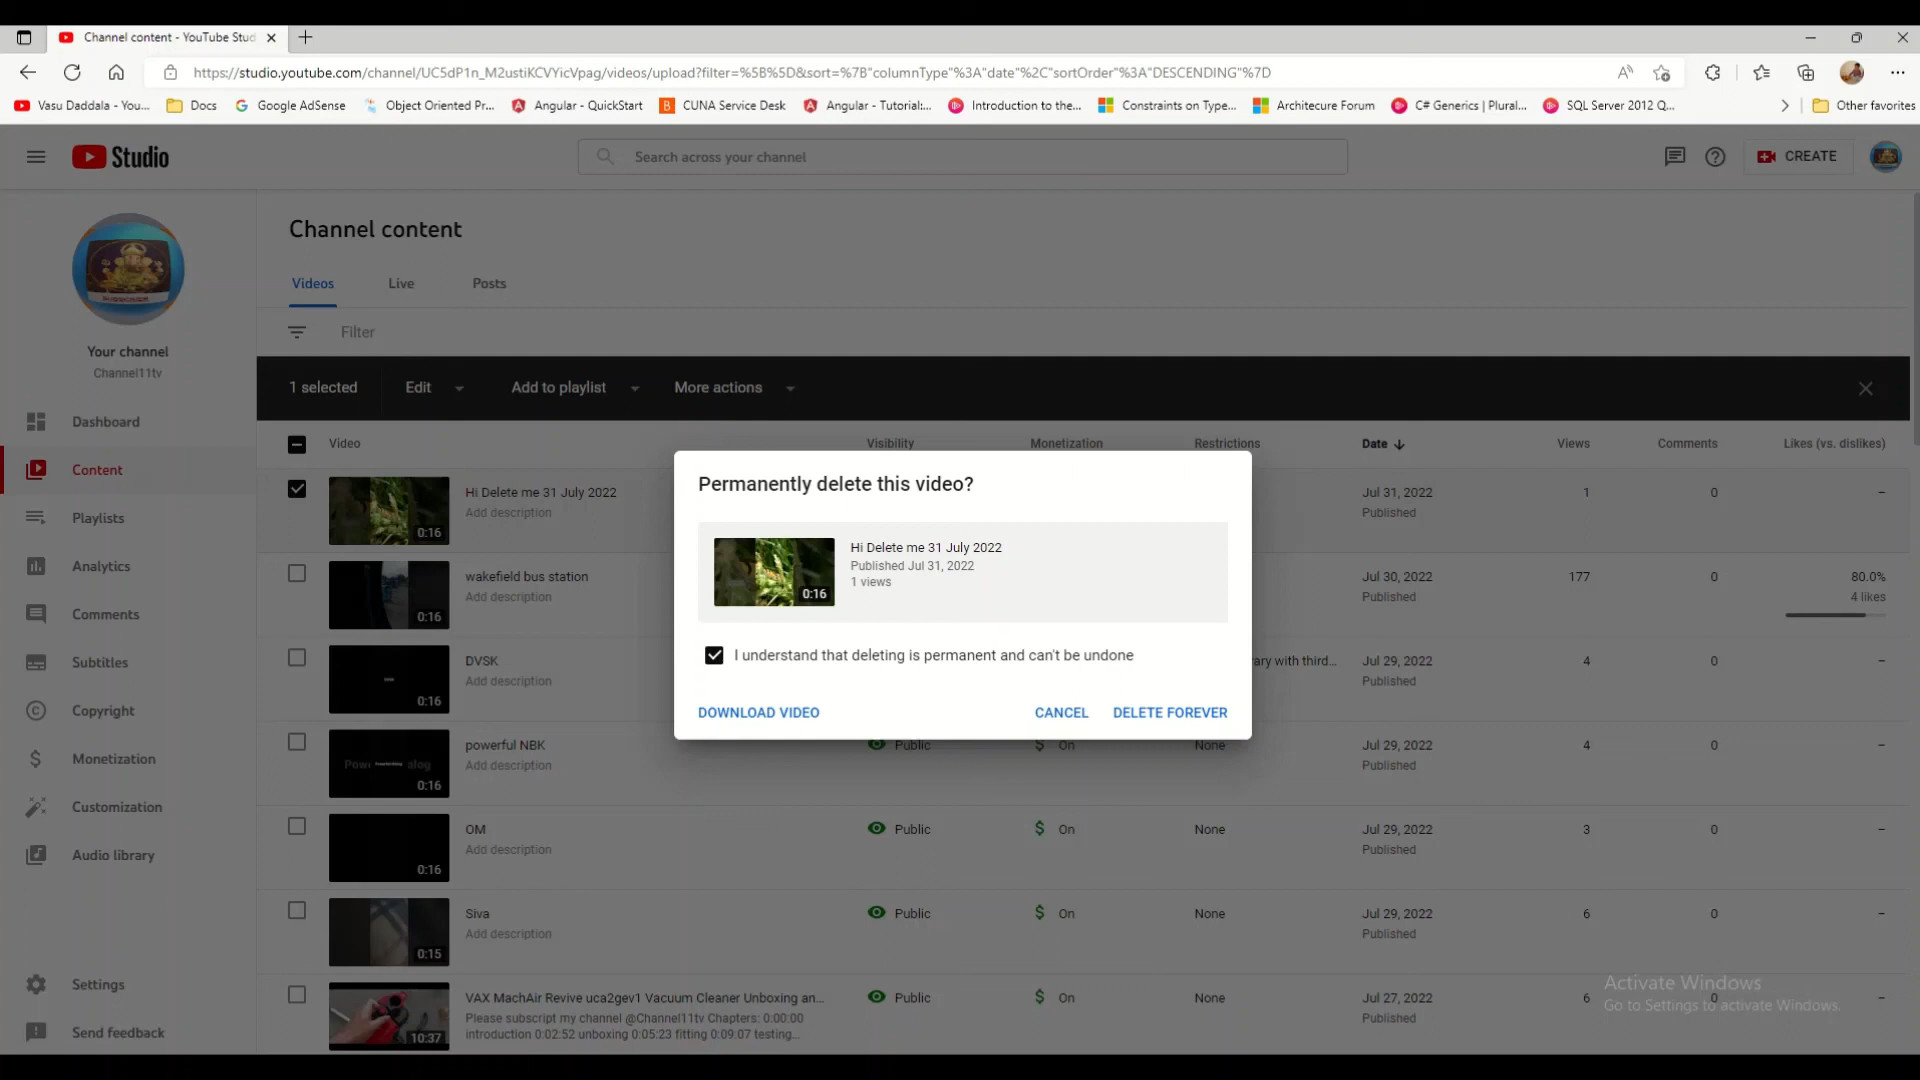 Channel content - YouTube Stud
https://studio.youtube.com/channel/UC5dP1n_M2ustiKCVYicVpag/videos/upload?filter=%5B%5D&sort=%7B"columnType"%3A"date"%2C"sortOrder"%3A"DESCENDING"%7D
Vasu Daddala - You... Docs Google AdSense Object Oriented Pr... Angular - QuickStart CUNA Service Desk Angular - Tutorial:... Introduction to the... Constraints on Type... Architecure Forum C# Generics | Plural... SQL Server 2012 Q... Other favorites
Studio Search across your channel CREATE
Channel content
Videos Live Posts
Filter
Your channel
Channel11tv
1 selected Edit Add to playlist More actions
Dashboard
Content
Playlists
Analytics
Comments
Subtitles
Copyright
Monetization
Customization
Audio library
Settings
Send feedback
Video Visibility Monetization Restrictions Date Views Comments Likes (vs. dislikes)
0:16 Hi Delete me 31 July 2022 Jul 31, 2022 1 0 –
Add description Published
0:16 wakefield bus station Jul 30, 2022 177 0 80.0%
Add description Published 4 likes
0:16 DVSK ary with third... Jul 29, 2022 4 0 –
Add description Published
0:16 powerful NBK Public On None Jul 29, 2022 4 0 –
Add description Published
0:16 OM Public On None Jul 29, 2022 3 0 –
Add description Published
0:15 Siva Public On None Jul 29, 2022 6 0 –
Add description Published
10:37 VAX MachAir Revive uca2gev1 Vacuum Cleaner Unboxing an... Public On None Jul 27, 2022 6 0 –
Please subscript my channel @Channel11tv Chapters: 0:00:00 Published
introduction 0:02:52 unboxing 0:05:23 fitting 0:09:07 testing...
Permanently delete this video?
0:16 Hi Delete me 31 July 2022
Published Jul 31, 2022
1 views
I understand that deleting is permanent and can't be undone
DOWNLOAD VIDEO CANCEL DELETE FOREVER
Activate Windows
Go to Settings to activate Windows.